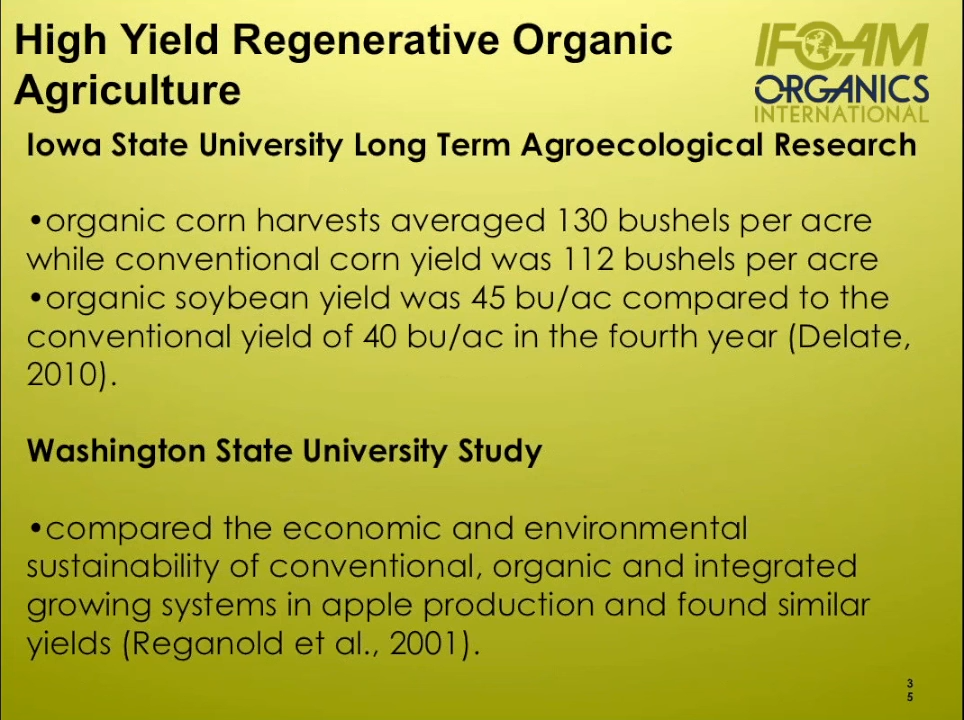 High Yield Regenerative Organic
Agriculture
IFOAM
ORGANICS
INTERNATIONAL
Iowa State University Long Term Agroecological Research
•organic corn harvests averaged 130 bushels per acre
while conventional corn yield was 112 bushels per acre
•organic soybean yield was 45 bu/ac compared to the
conventional yield of 40 bu/ac in the fourth year (Delate,
2010).
Washington State University Study
•compared the economic and environmental
sustainability of conventional, organic and integrated
growing systems in apple production and found similar
yields (Reganold et al., 2001).
3
5